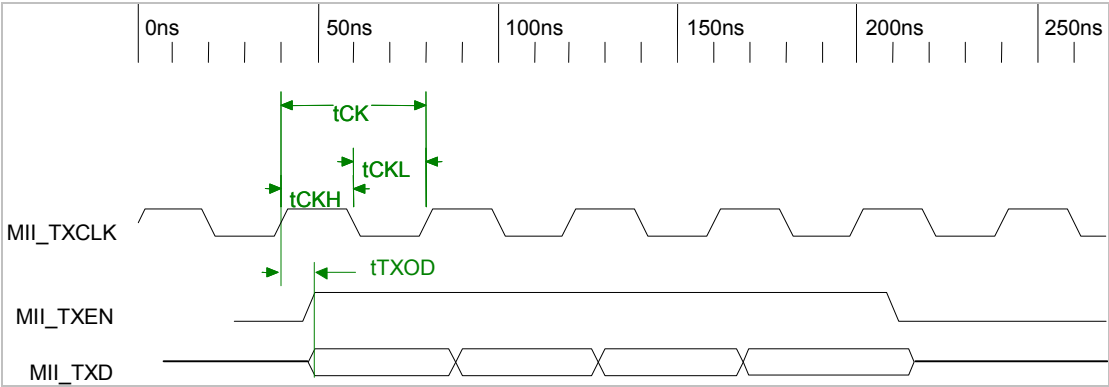 0ns 50ns 100ns 150ns 200ns 250ns
tCK
tCKL
tCKH
MII_TXCLK
tTXOD
MII_TXEN
MII_TXD